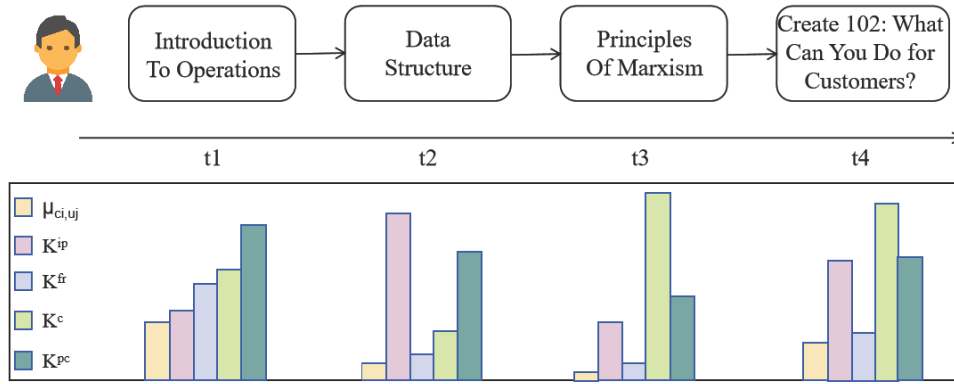 Introduction
To Operations
Data
Structure
Principles
Of Marxism
Create 102: What
Can You Do for
Customers?
t1
t2
t3
t4
μci,uj
Kip
Kfr
Kc
Kpc